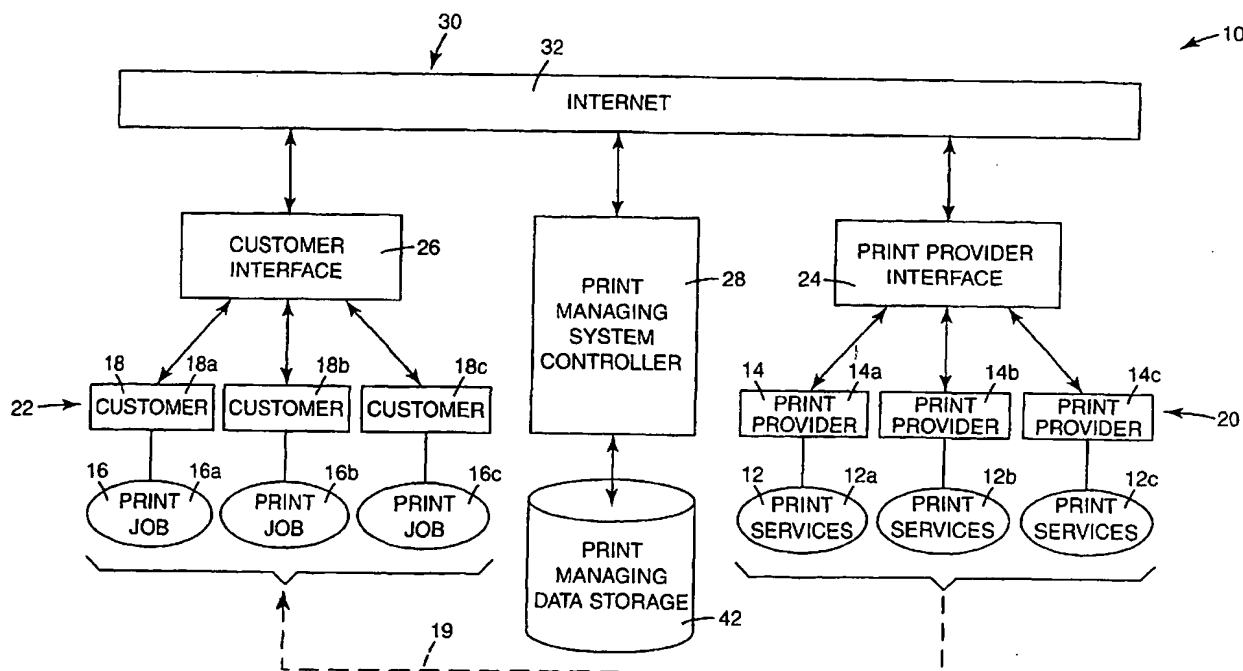 30
10
32
INTERNET
CUSTOMER
INTERFACE
26
PRINT
MANAGING
SYSTEM
CONTROLLER
28
PRINT PROVIDER
INTERFACE
24
22
18
18a
CUSTOMER
18b
CUSTOMER
18c
CUSTOMER
14
14a
PRINT
PROVIDER
14b
PRINT
PROVIDER
14c
PRINT
PROVIDER
20
16
16a
PRINT
JOB
16b
PRINT
JOB
16c
PRINT
JOB
PRINT
MANAGING
DATA STORAGE
42
12
12a
PRINT
SERVICES
12b
PRINT
SERVICES
12c
PRINT
SERVICES
19